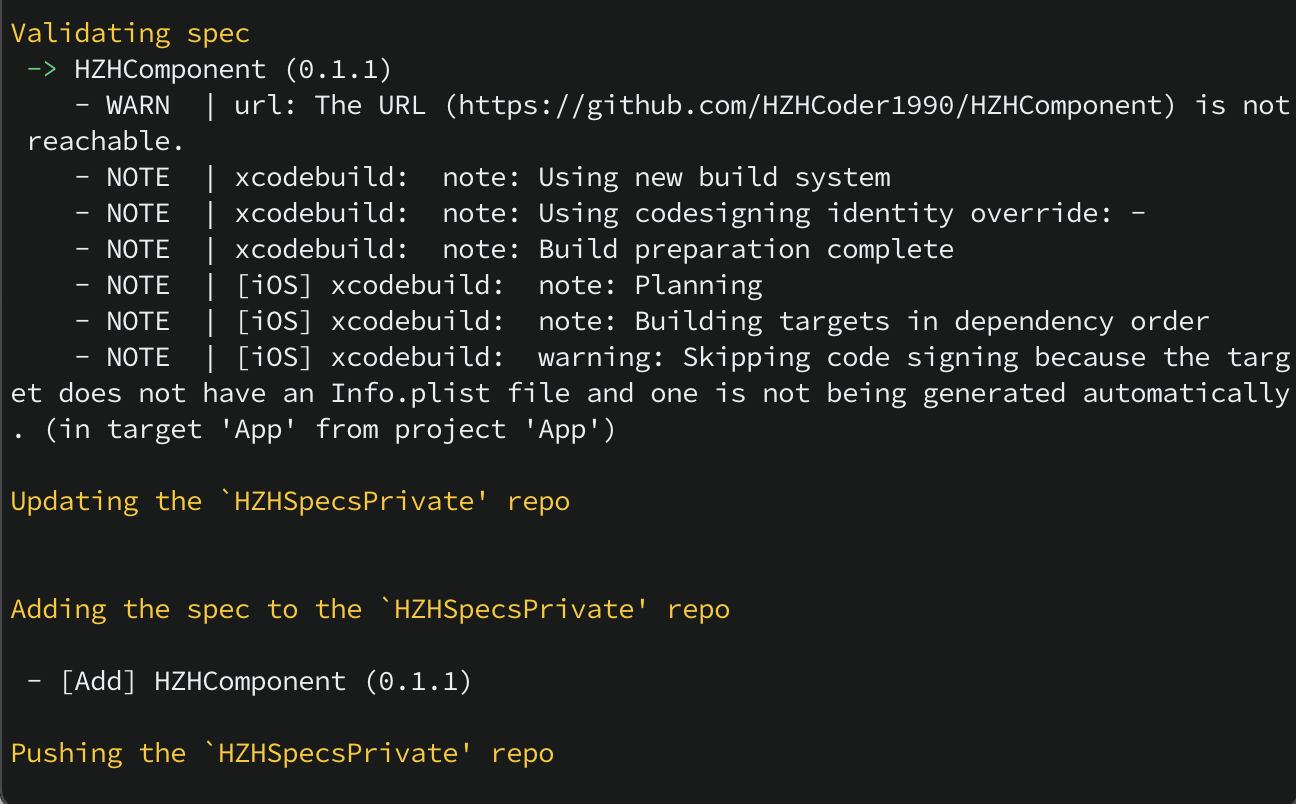 Validating spec
 -> HZHComponent (0.1.1)
    - WARN  | url: The URL (https://github.com/HZHCoder1990/HZHComponent) is not
 reachable.
    - NOTE  | xcodebuild:  note: Using new build system
    - NOTE  | xcodebuild:  note: Using codesigning identity override: -
    - NOTE  | xcodebuild:  note: Build preparation complete
    - NOTE  | [iOS] xcodebuild:  note: Planning
    - NOTE  | [iOS] xcodebuild:  note: Building targets in dependency order
    - NOTE  | [iOS] xcodebuild:  warning: Skipping code signing because the targ
et does not have an Info.plist file and one is not being generated automatically
. (in target 'App' from project 'App')
Updating the `HZHSpecsPrivate' repo
Adding the spec to the `HZHSpecsPrivate' repo
 - [Add] HZHComponent (0.1.1)
Pushing the `HZHSpecsPrivate' repo